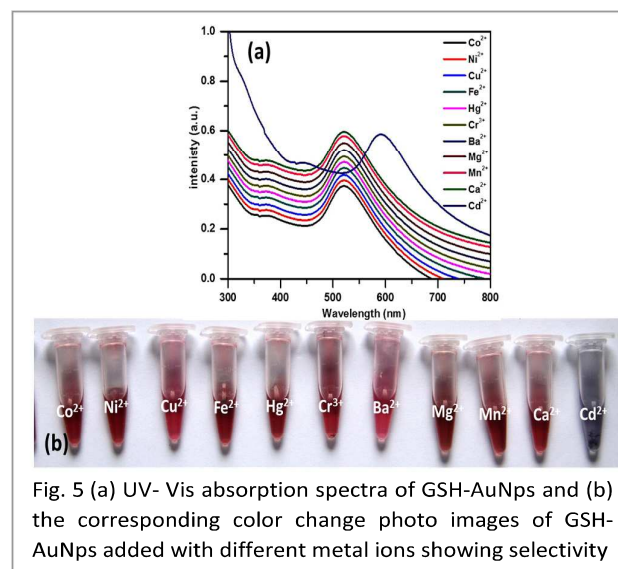 (a)
Co²⁺
Ni²⁺
Cu²⁺
Fe²⁺
Hg²⁺
Cr³⁺
Ba²⁺
Mg²⁺
Mn²⁺
Ca²⁺
Cd²⁺
1.0
0.8
0.6
0.4
0.2
0.0
intenisty (a.u.)
300 400 500 600 700 800
Wavelength (nm)
Co²⁺ Ni²⁺ Cu²⁺ Fe²⁺ Hg²⁺ Cr³⁺ Ba²⁺ Mg²⁺ Mn²⁺ Ca²⁺ Cd²⁺
(b)
Fig. 5 (a) UV- Vis absorption spectra of GSH-AuNps and (b)
the corresponding color change photo images of GSH-
AuNps added with different metal ions showing selectivity